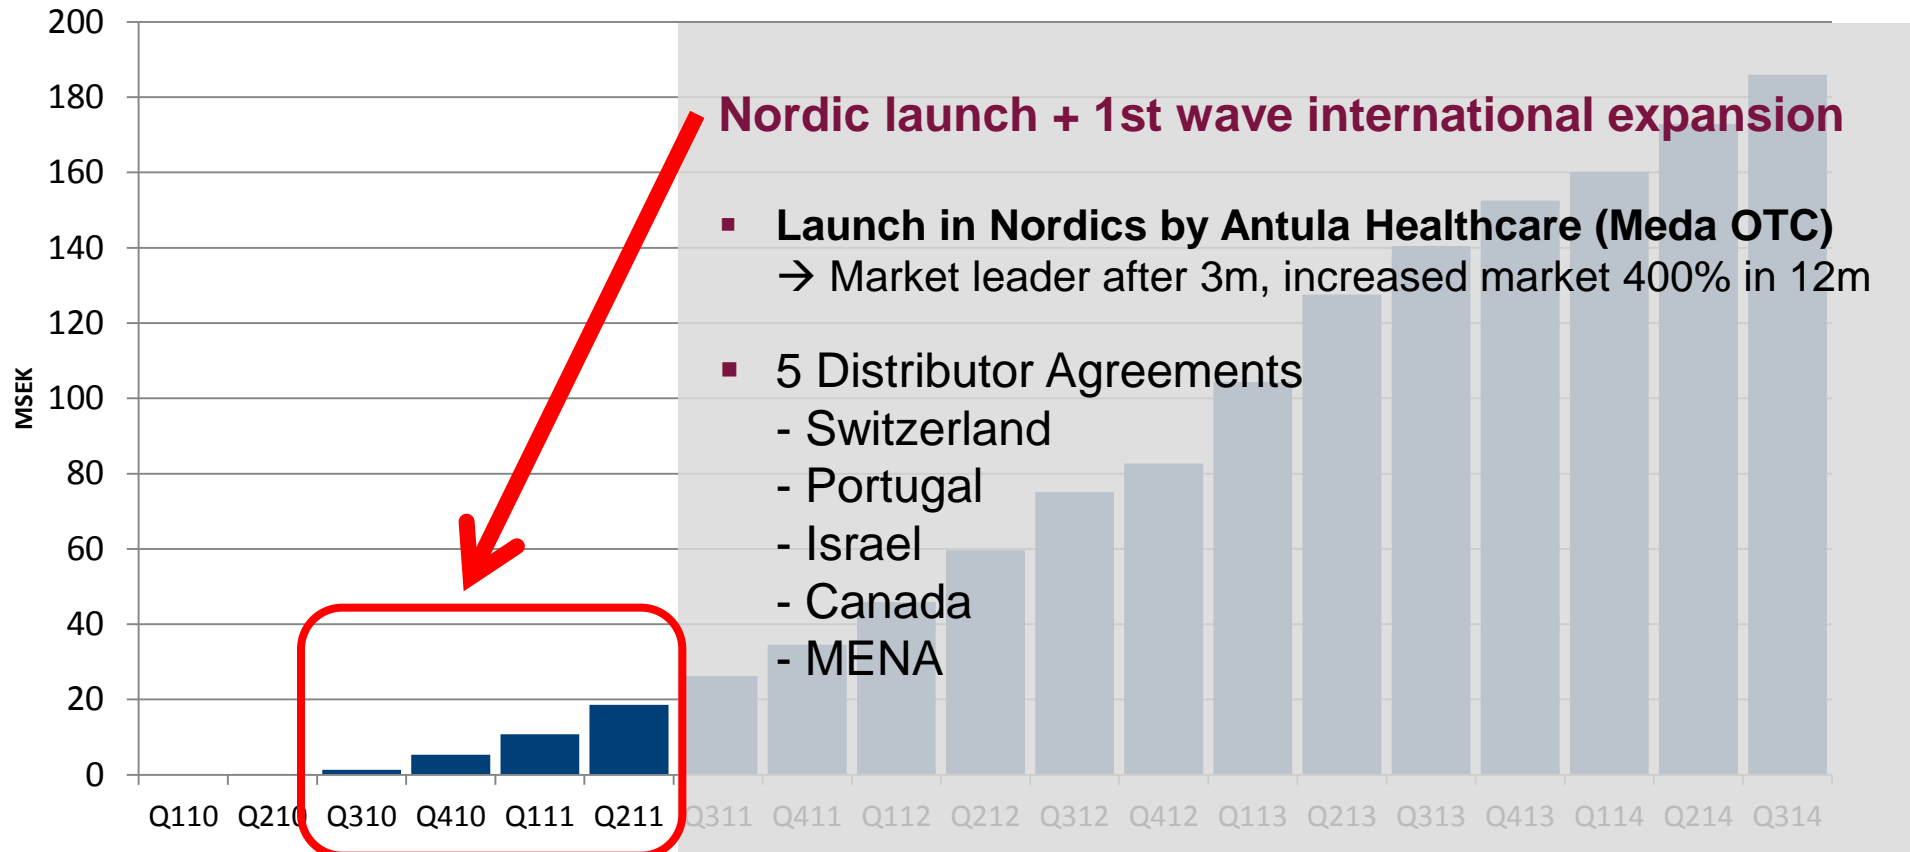 200
180
160
140
120
100
80
60
40
20
0
MSEK
Nordic launch + 1st wave international expansion
▪ Launch in Nordics by Antula Healthcare (Meda OTC)
→ Market leader after 3m, increased market 400% in 12m
▪ 5 Distributor Agreements
- Switzerland
- Portugal
- Israel
- Canada
- MENA
Q110 Q210 Q310 Q410 Q111 Q211 Q311 Q411 Q112 Q212 Q312 Q412 Q113 Q213 Q313 Q413 Q114 Q214 Q314